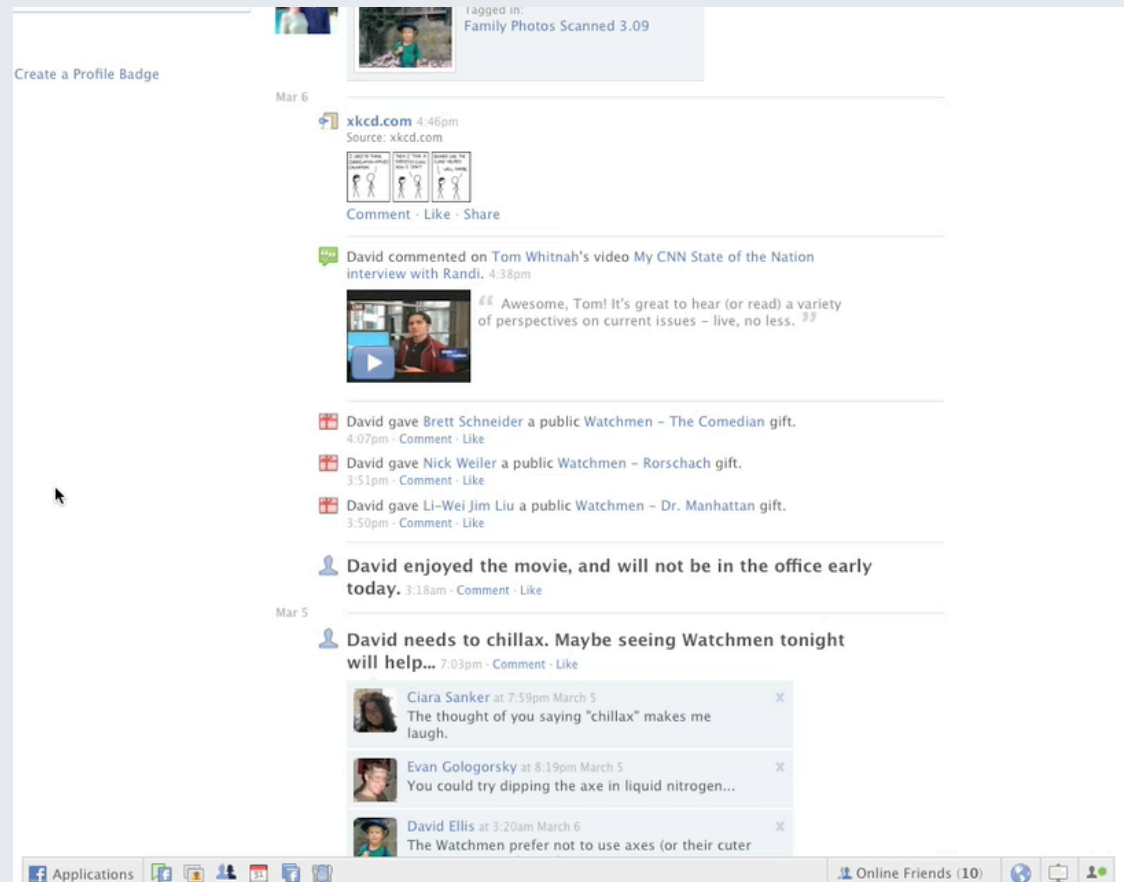 Tagged in:
Family Photos Scanned 3.09
Create a Profile Badge
Mar 6
xkcd.com 4:46pm
Source: xkcd.com
Comment · Like · Share
David commented on Tom Whitnah's video My CNN State of the Nation
interview with Randi. 4:38pm
“ Awesome, Tom! It's great to hear (or read) a variety
of perspectives on current issues – live, no less. ”
David gave Brett Schneider a public Watchmen – The Comedian gift.
4:07pm · Comment · Like
David gave Nick Weiler a public Watchmen – Rorschach gift.
3:51pm · Comment · Like
David gave Li-Wei Jim Liu a public Watchmen – Dr. Manhattan gift.
3:50pm · Comment · Like
David enjoyed the movie, and will not be in the office early
today. 3:18am · Comment · Like
Mar 5
David needs to chillax. Maybe seeing Watchmen tonight
will help... 7:03pm · Comment · Like
Ciara Sanker at 7:59pm March 5 x
The thought of you saying "chillax" makes me
laugh.
Evan Gologorsky at 8:19pm March 5 x
You could try dipping the axe in liquid nitrogen...
David Ellis at 3:20am March 6 x
The Watchmen prefer not to use axes (or their cuter
Applications 31 Online Friends (10)